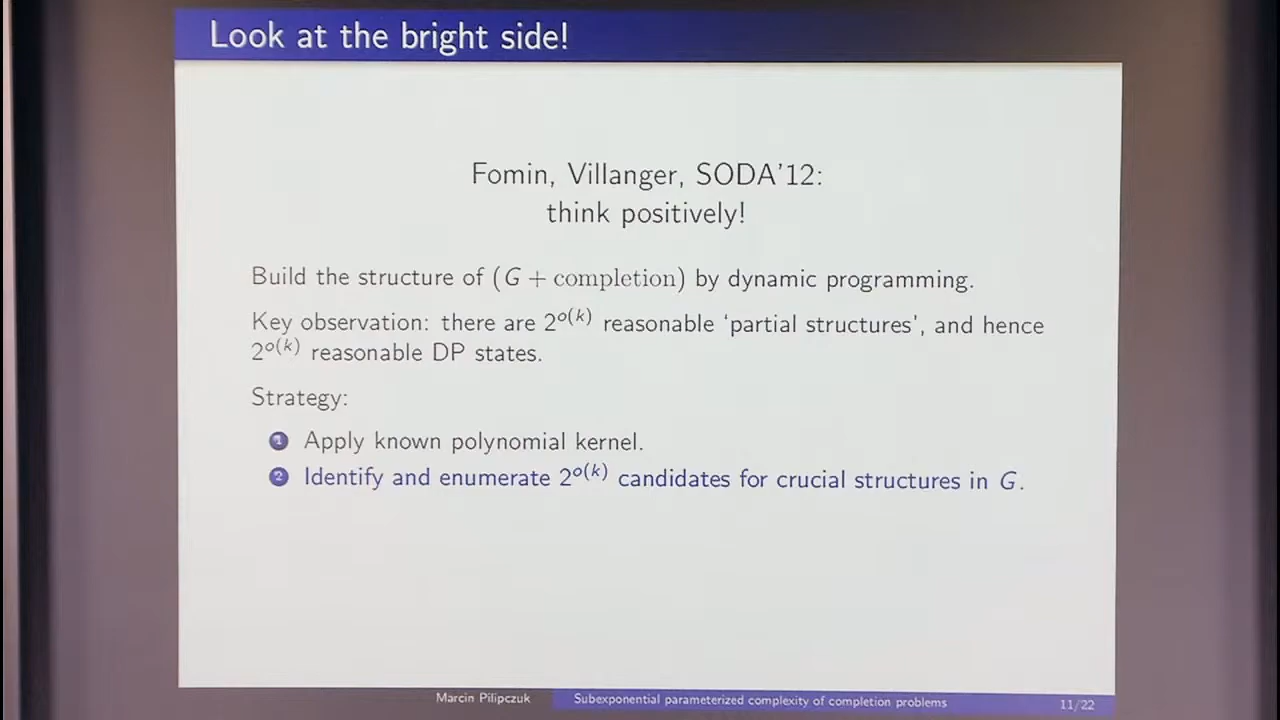 Look at the bright side!
Fomin, Villanger, SODA'12:
think positively!
Build the structure of (G + completion) by dynamic programming.
Key observation: there are 2^{o(k)} reasonable 'partial structures', and hence
2^{o(k)} reasonable DP states.
Strategy:
1 Apply known polynomial kernel.
2 Identify and enumerate 2^{o(k)} candidates for crucial structures in G.
Marcin Pilipczuk Subexponential parameterized complexity of completion problems 11/22